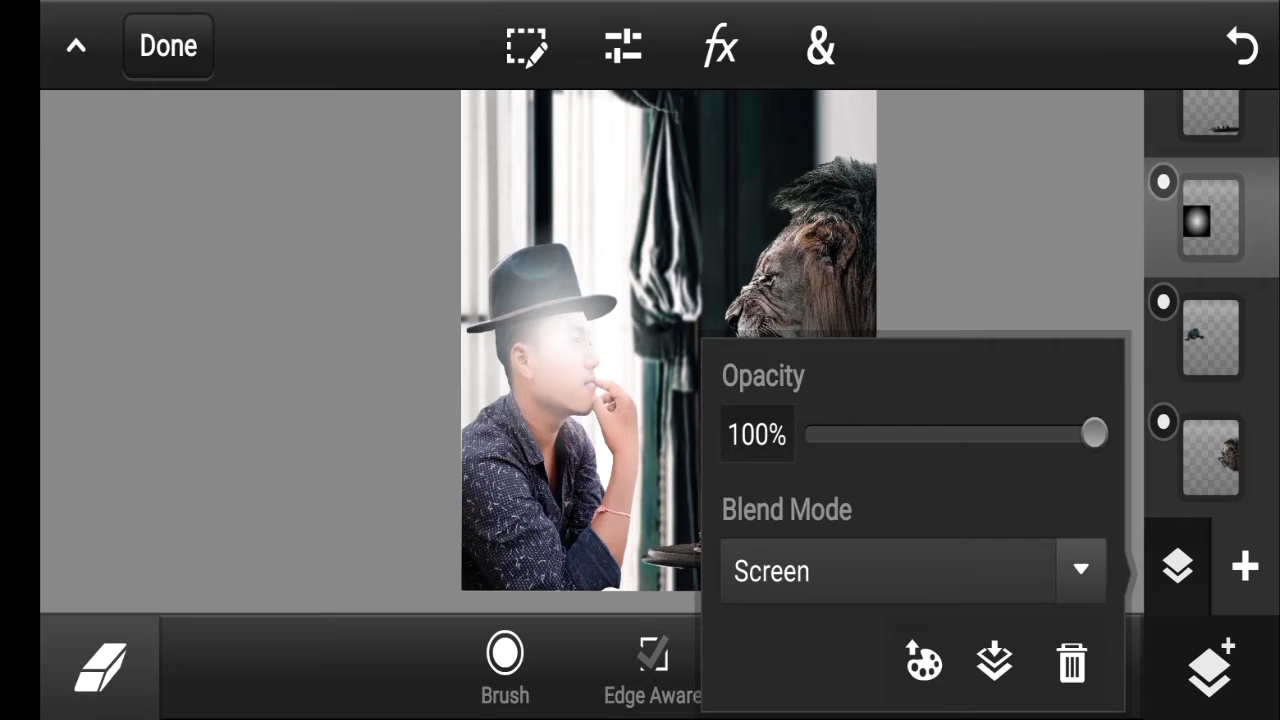 Done
fx
&
Opacity
100%
Blend Mode
Screen
Brush
Edge Aware